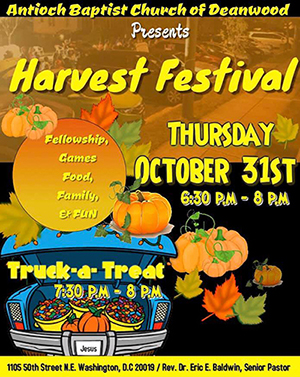 Antioch Baptist Church of Deanwood
Presents
Harvest Festival
Fellowship,
Games
Food,
Family,
& FUN
THURSDAY
OCTOBER 31ST
6:30 P.M - 8 P.M
Truck-a-Treat
7:30 P.M - 8 P.M
Jesus
1105 50th Street N.E. Washington, D.C 20019 / Rev. Dr. Eric E. Baldwin, Senior Pastor